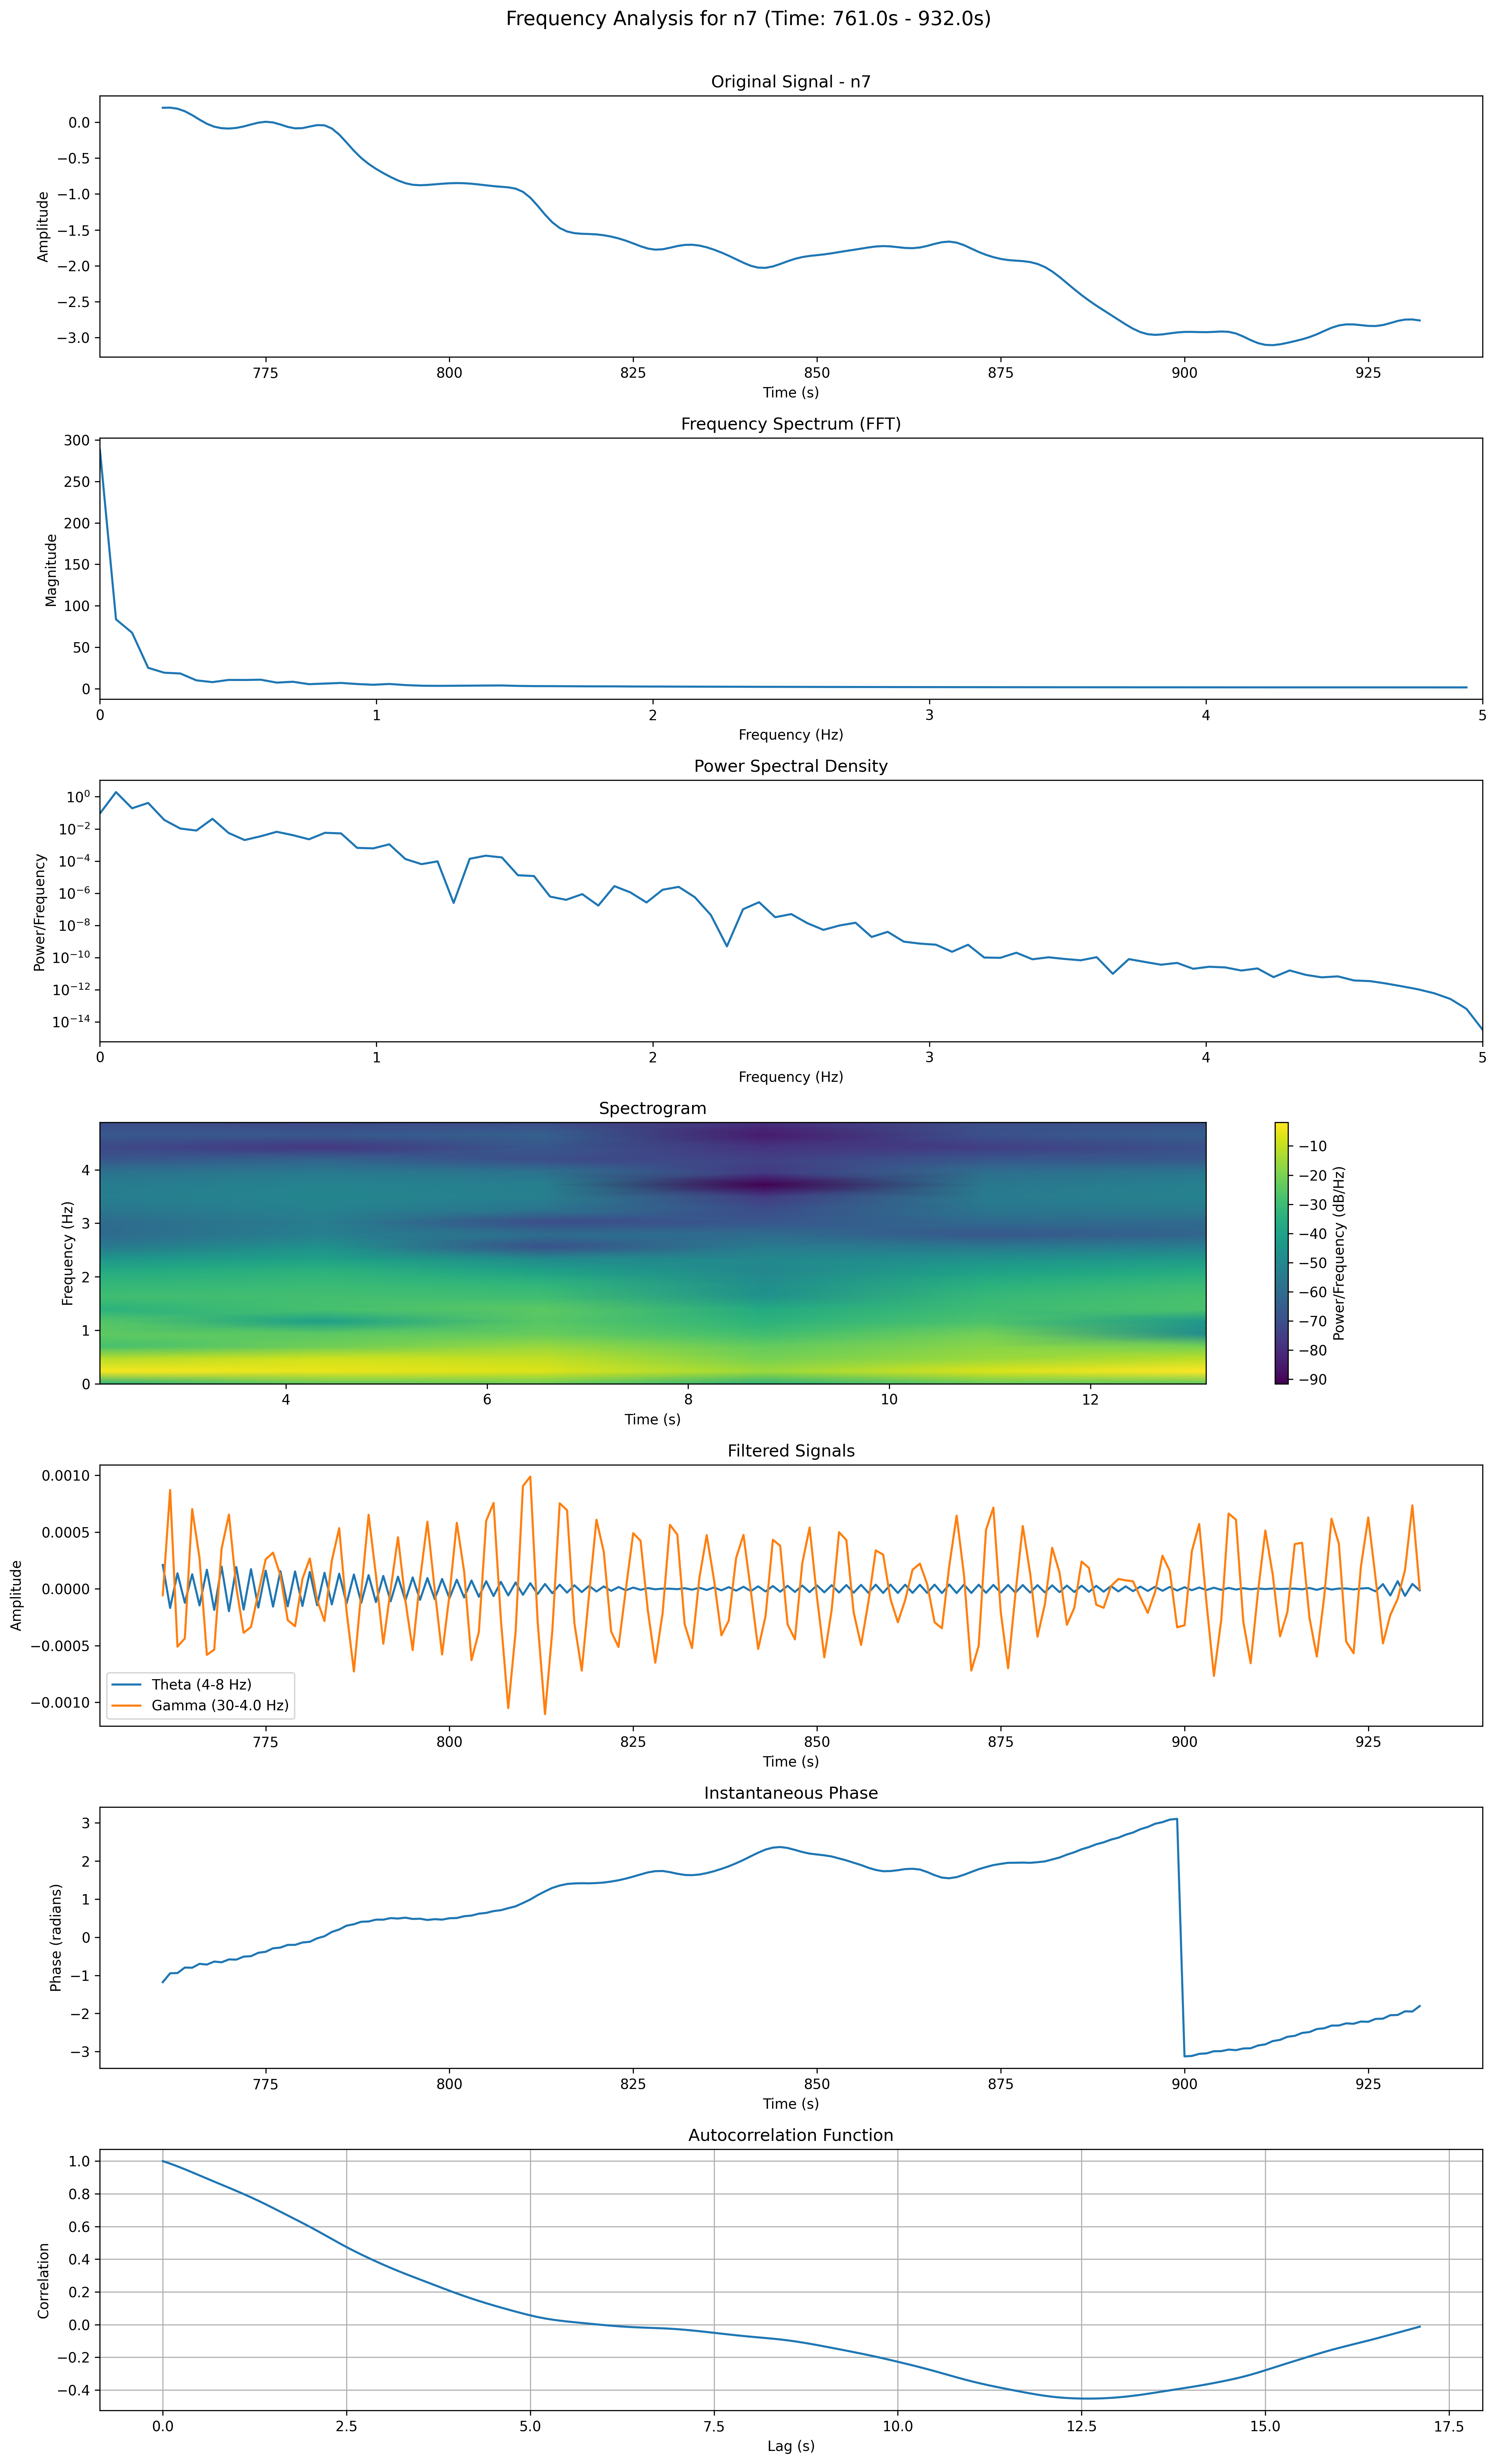 Frequency Analysis for n7 (Time: 761.0s - 932.0s)
Original Signal - n7
Amplitude
0.0
−0.5
−1.0
−1.5
−2.0
−2.5
−3.0
775 800 825 850 875 900 925
Time (s)
Frequency Spectrum (FFT)
Magnitude
300
250
200
150
100
50
0
0 1 2 3 4 5
Frequency (Hz)
Power Spectral Density
Power/Frequency
10⁰
10⁻²
10⁻⁴
10⁻⁶
10⁻⁸
10⁻¹⁰
10⁻¹²
10⁻¹⁴
0 1 2 3 4 5
Frequency (Hz)
Spectrogram
Frequency (Hz)
4
3
2
1
0
4 6 8 10 12
Time (s)
−10
−20
−30
−40
−50
−60
−70
−80
−90
Power/Frequency (dB/Hz)
Filtered Signals
Amplitude
0.0010
0.0005
0.0000
−0.0005
−0.0010
Theta (4-8 Hz)
Gamma (30-4.0 Hz)
775 800 825 850 875 900 925
Time (s)
Instantaneous Phase
Phase (radians)
3
2
1
0
−1
−2
−3
775 800 825 850 875 900 925
Time (s)
Autocorrelation Function
Correlation
1.0
0.8
0.6
0.4
0.2
0.0
−0.2
−0.4
0.0 2.5 5.0 7.5 10.0 12.5 15.0 17.5
Lag (s)